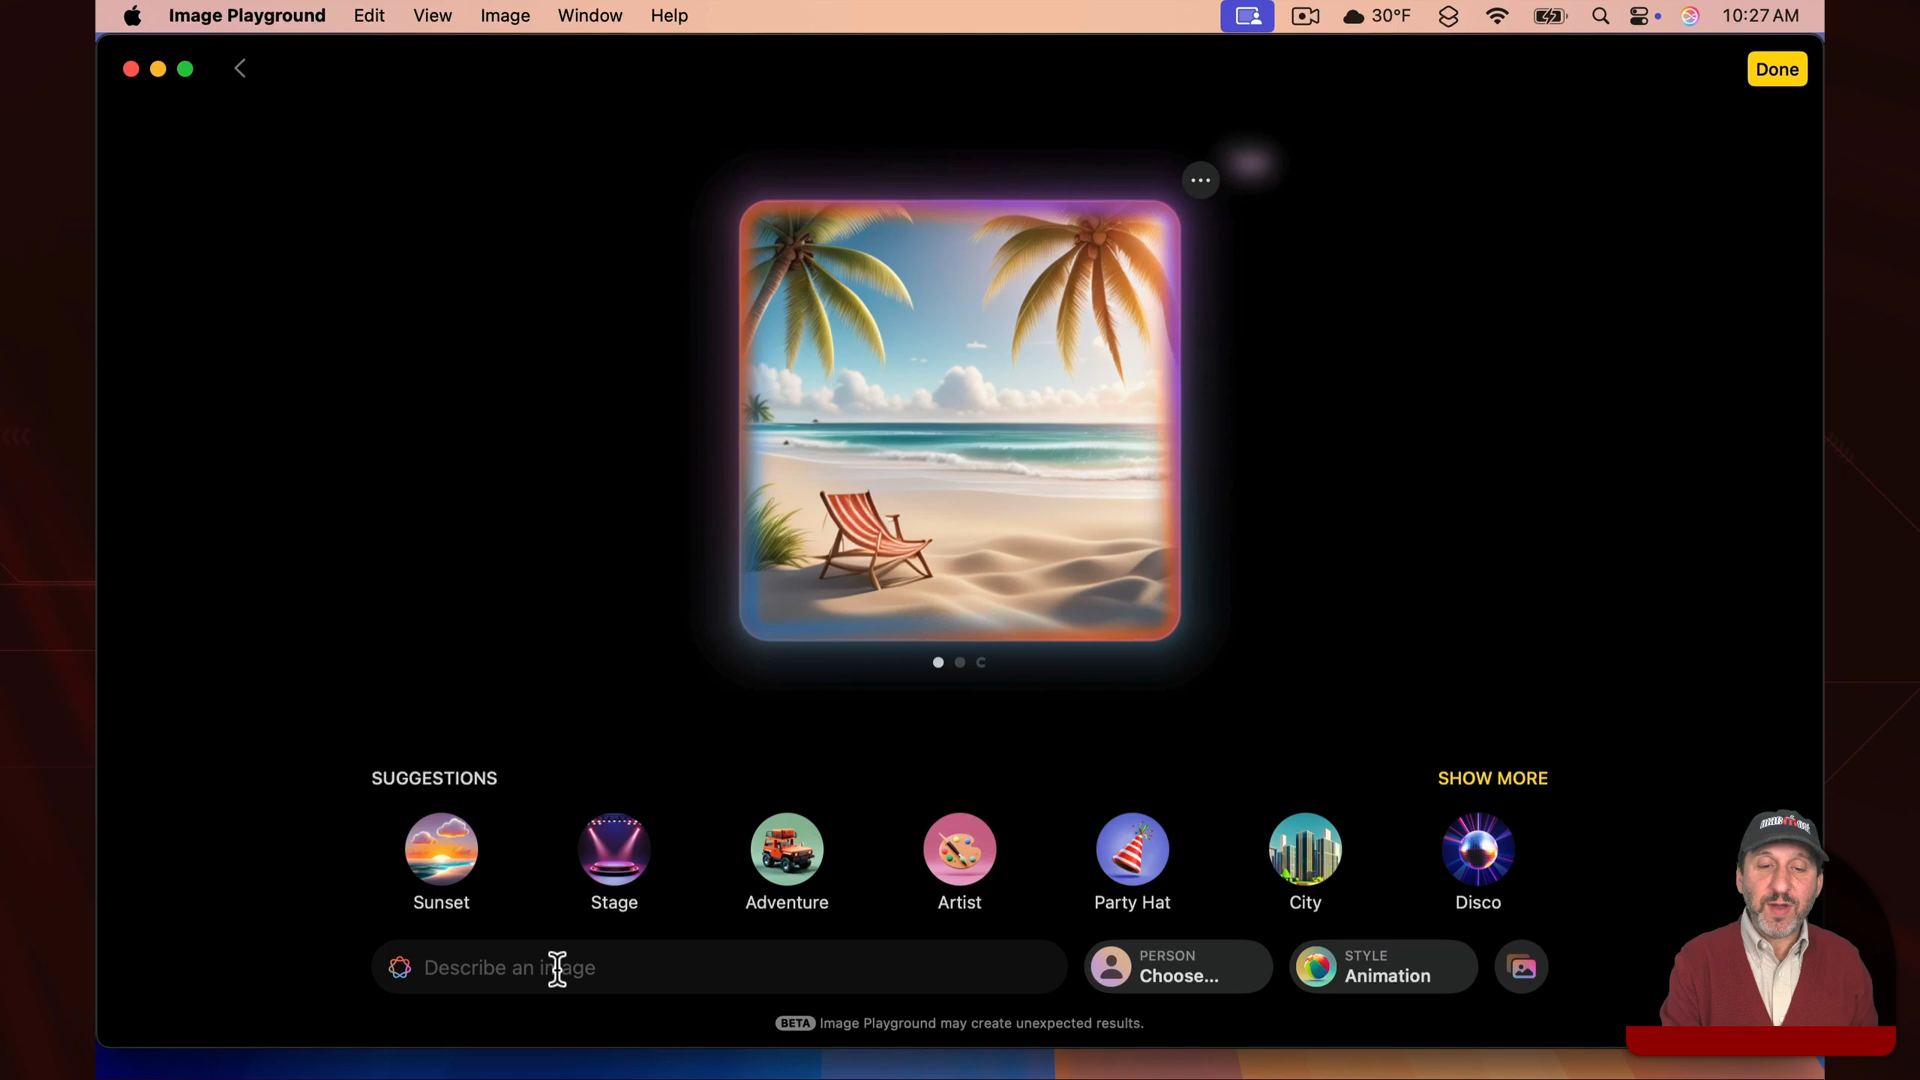 Image Playground Edit View Image Window Help 30°F 10:27 AM
Done
SUGGESTIONS SHOW MORE
Sunset Stage Adventure Artist Party Hat City Disco
Describe an image
PERSON
Choose...
STYLE
Animation
BETA Image Playground may create unexpected results.